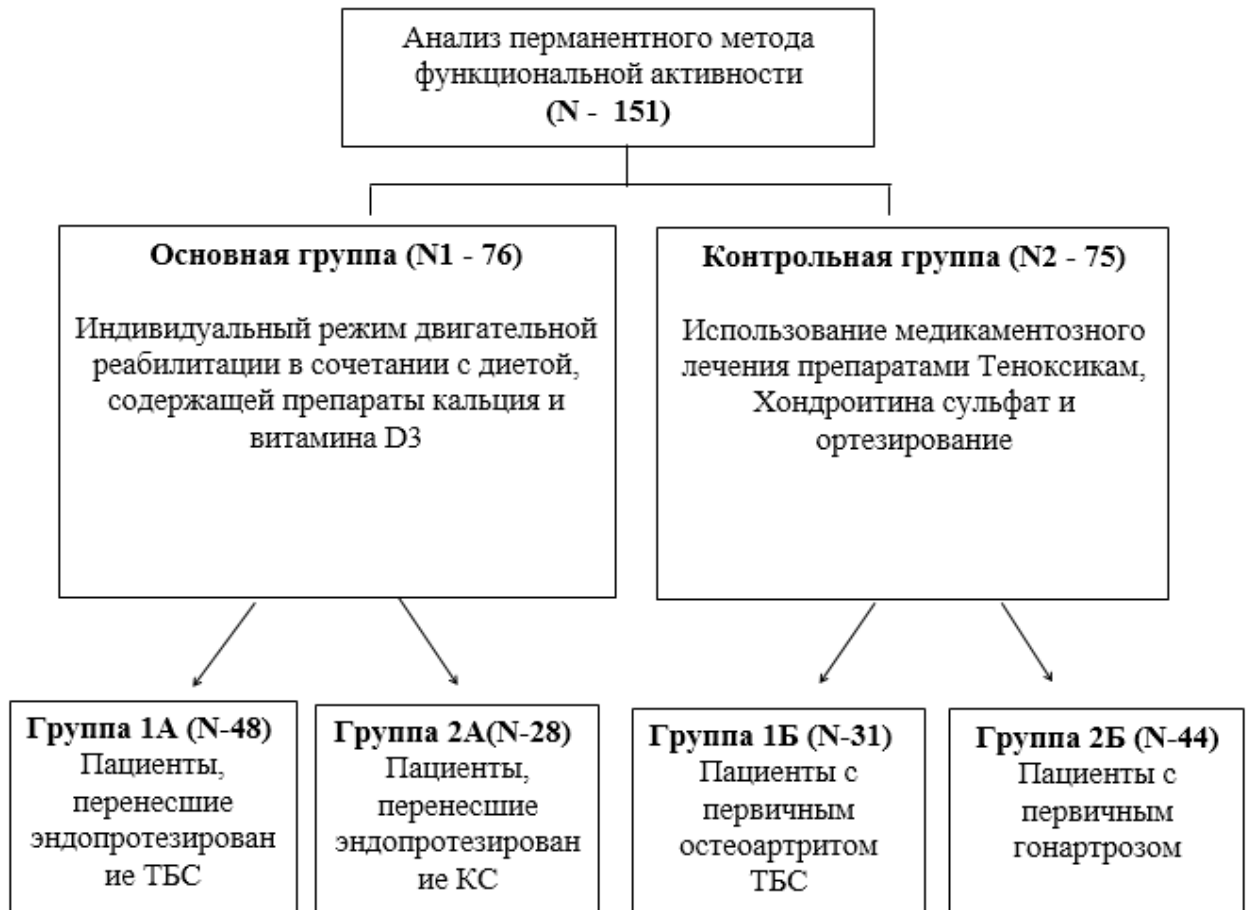 Анализ перманентного метода
функциональной активности
(N -  151)
Основная группа (N1 - 76)
Индивидуальный режим двигательной
реабилитации в сочетании с диетой,
содержащей препараты кальция и
витамина D3
Контрольная группа (N2 - 75)
Использование медикаментозного
лечения препаратами Теноксикам,
Хондроитина сульфат и
ортезирование
Группа 1А (N-48)
Пациенты,
перенесшие
эндопротезирован
ие ТБС
Группа 2А(N-28)
Пациенты,
перенесшие
эндопротезирован
ие КС
Группа 1Б (N-31)
Пациенты с
первичным
остеоартритом
ТБС
Группа 2Б (N-44)
Пациенты с
первичным
гонартрозом